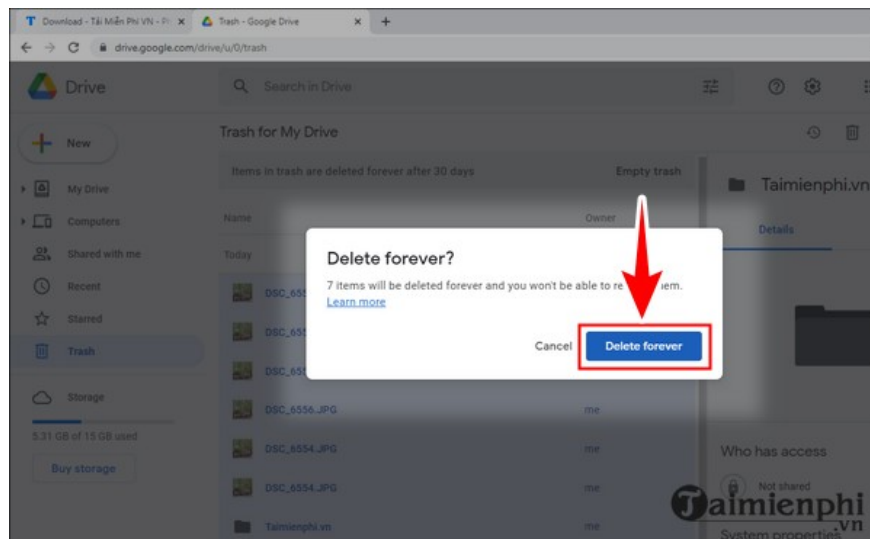 Download - Tải Miễn Phí VN - Ph
Trash - Google Drive
drive.google.com/drive/u/0/trash
Drive
Search in Drive
New
My Drive
Computers
Shared with me
Recent
Starred
Trash
Storage
5.31 GB of 15 GB used
Buy storage
Trash for My Drive
Items in trash are deleted forever after 30 days
Empty trash
Name
Owner
Today
DSC_655
DSC_655
DSC_655
DSC_6556.JPG
me
DSC_6554.JPG
me
DSC_6554.JPG
me
Taimienphi.vn
me
Delete forever?
7 items will be deleted forever and you won't be able to
Learn more
Cancel
Delete forever
Taimienphi.vn
Details
Who has access
Not shared
System properties
Taimienphi
.vn